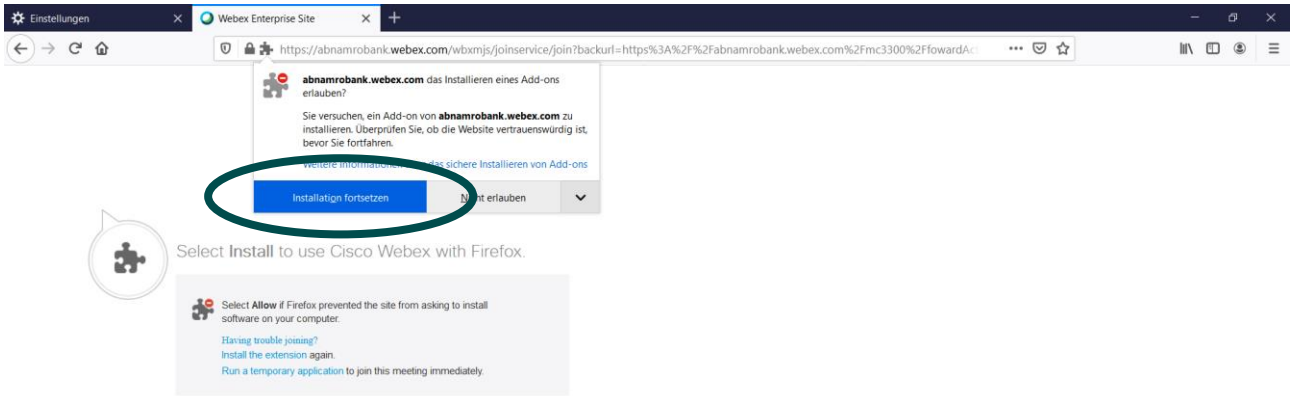 Einstellungen
Webex Enterprise Site
https://abnamrobank.webex.com/wbxmjs/joinservice/join?backurl=https%3A%2F%2Fabnamrobank.webex.com%2Fmc3300%2FfowardAct
abnamrobank.webex.com das Installieren eines Add-ons
erlauben?
Sie versuchen, ein Add-on von abnamrobank.webex.com zu
installieren. Überprüfen Sie, ob die Website vertrauenswürdig ist,
bevor Sie fortfahren.
Weitere das sichere Installieren von Add-ons
Installation fortsetzen
erlauben
Select Install to use Cisco Webex with Firefox.
Select Allow if Firefox prevented the site from asking to install
software on your computer.
Having trouble joining?
Install the extension again.
Run a temporary application to join this meeting immediately.